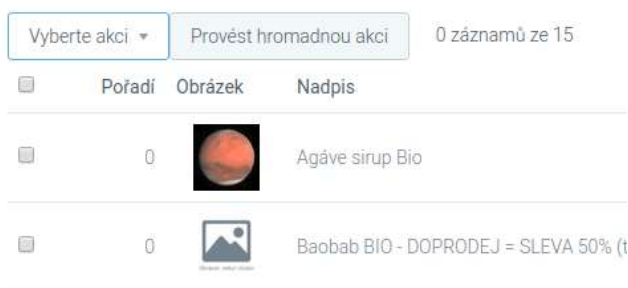 Vyberte akci Provést hromadnou akci 0 záznamů ze 15
Pořadí Obrázek Nadpis
0 Agáve sirup Bio
0 Baobab BIO - DOPRODEJ = SLEVA 50% (t